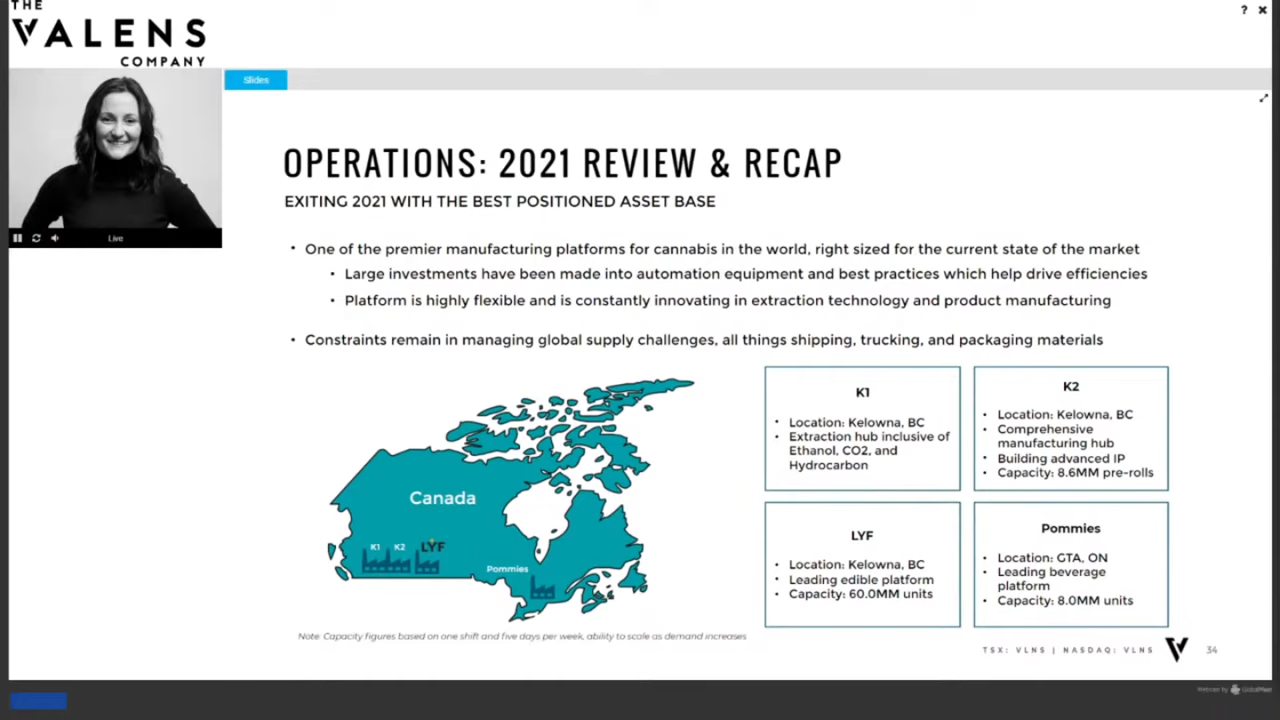 THE
VALENS
COMPANY
? ×
Slides
Live
OPERATIONS: 2021 REVIEW & RECAP
EXITING 2021 WITH THE BEST POSITIONED ASSET BASE
• One of the premier manufacturing platforms for cannabis in the world, right sized for the current state of the market
• Large investments have been made into automation equipment and best practices which help drive efficiencies
• Platform is highly flexible and is constantly innovating in extraction technology and product manufacturing
• Constraints remain in managing global supply challenges, all things shipping, trucking, and packaging materials
Canada
K1 K2 LYF
Pommies
K1
• Location: Kelowna, BC
• Extraction hub inclusive of
Ethanol, CO2, and
Hydrocarbon
K2
• Location: Kelowna, BC
• Comprehensive
manufacturing hub
• Building advanced IP
• Capacity: 8.6MM pre-rolls
LYF
• Location: Kelowna, BC
• Leading edible platform
• Capacity: 60.0MM units
Pommies
• Location: GTA, ON
• Leading beverage
platform
• Capacity: 8.0MM units
Note: Capacity figures based on one shift and five days per week, ability to scale as demand increases
TSX: VLNS | NASDAQ: VLNS
34
Webcast by GlobalMeet